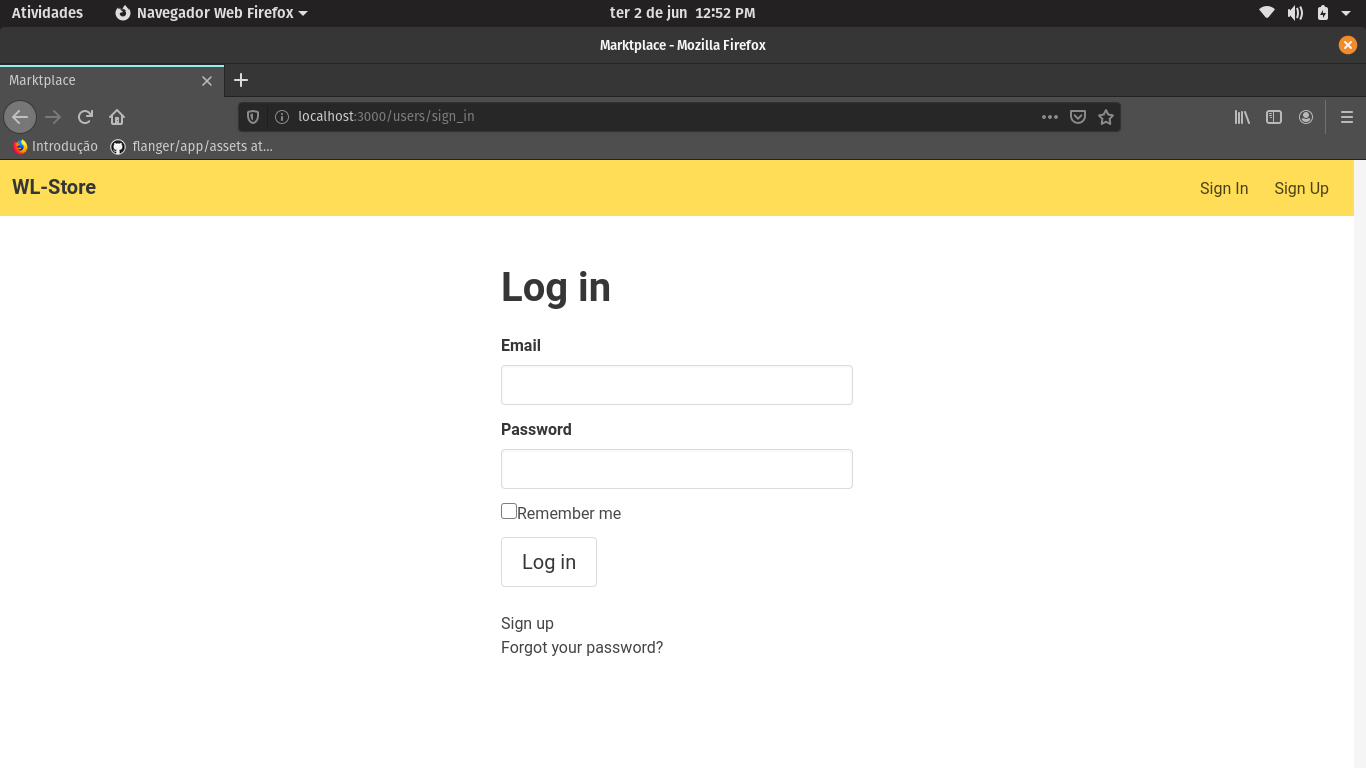 Atividades Navegador Web Firefox ter 2 de jun 12:52 PM
Marktplace - Mozilla Firefox
Marktplace
localhost:3000/users/sign_in
Introdução flanger/app/assets at...
WL-Store Sign In Sign Up
Log in
Email
Password
Remember me
Log in
Sign up
Forgot your password?